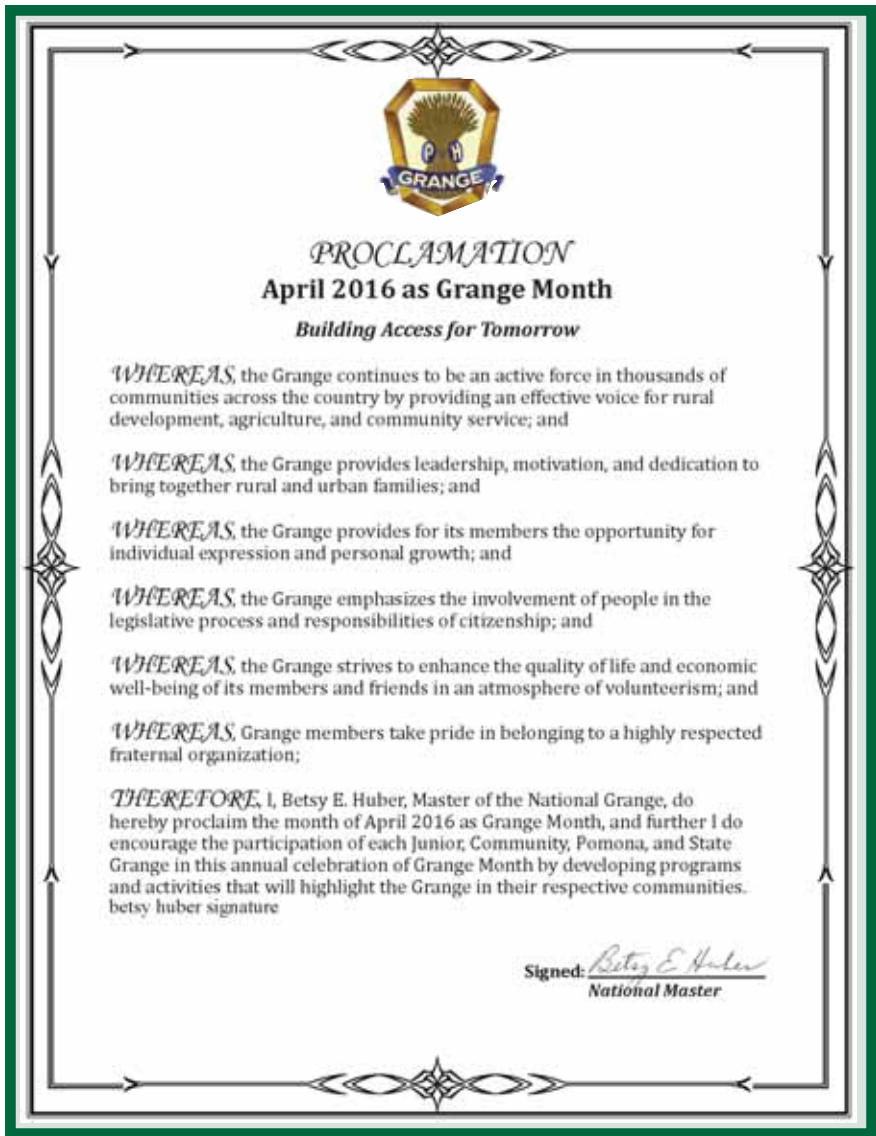 P H
GRANGE
PROCLAMATION
April 2016 as Grange Month
Building Access for Tomorrow
WHEREAS, the Grange continues to be an active force in thousands of
communities across the country by providing an effective voice for rural
development, agriculture, and community service; and
WHEREAS, the Grange provides leadership, motivation, and dedication to
bring together rural and urban families; and
WHEREAS, the Grange provides for its members the opportunity for
individual expression and personal growth; and
WHEREAS, the Grange emphasizes the involvement of people in the
legislative process and responsibilities of citizenship; and
WHEREAS, the Grange strives to enhance the quality of life and economic
well-being of its members and friends in an atmosphere of volunteerism; and
WHEREAS, Grange members take pride in belonging to a highly respected
fraternal organization;
THEREFORE, I, Betsy E. Huber, Master of the National Grange, do
hereby proclaim the month of April 2016 as Grange Month, and further I do
encourage the participation of each Junior, Community, Pomona, and State
Grange in this annual celebration of Grange Month by developing programs
and activities that will highlight the Grange in their respective communities.
betsy huber signature
Signed: Betsy E Huber
National Master